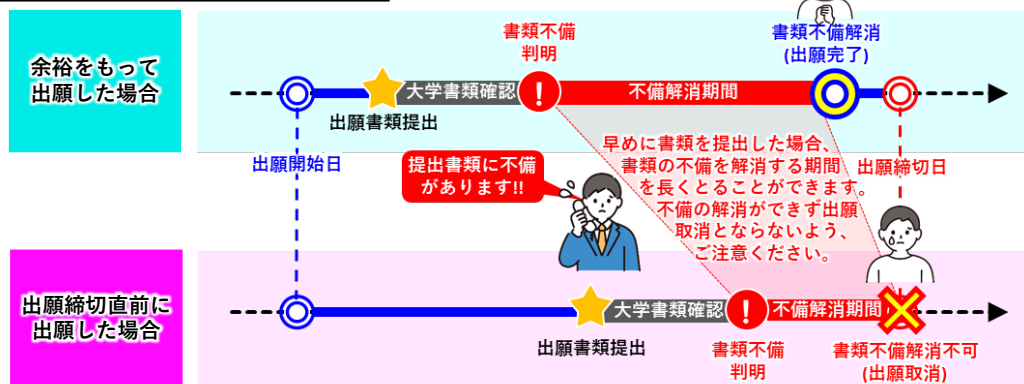 余裕をもって
出願した場合
書類不備
判明
書類不備解消
(出願完了)
大学書類確認
!
不備解消期間
出願書類提出
出願開始日
出願締切日
提出書類に不備
があります!!
早めに書類を提出した場合、
書類の不備を解消する期間
を長くとることができます。
不備の解消ができず出願
取消とならないよう、
ご注意ください。
出願締切直前に
出願した場合
大学書類確認
!
不備解消期間
出願書類提出
書類不備
判明
書類不備解消不可
(出願取消)